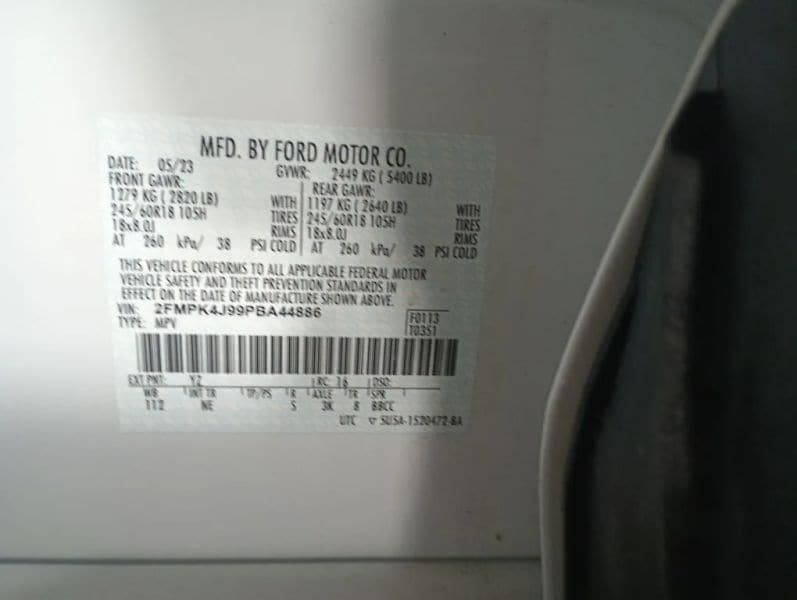 MFD. BY FORD MOTOR CO.
DATE: 05/23 GVWR: 2449 KG ( 5400 LB)
FRONT GAWR: REAR GAWR:
1279 KG ( 2820 LB) WITH 1197 KG ( 2640 LB) WITH
245/60R18 105H TIRES 245/60R18 105H TIRES
18x8.0J RIMS 18x8.0J RIMS
AT 260 kPa/ 38 PSI COLD AT 260 kPa/ 38 PSI COLD
THIS VEHICLE CONFORMS TO ALL APPLICABLE FEDERAL MOTOR
VEHICLE SAFETY AND THEFT PREVENTION STANDARDS IN
EFFECT ON THE DATE OF MANUFACTURE SHOWN ABOVE.
VIN: 2FMPK4J99PBA44886 F0113
TYPE: MPV T0351
EXT PNT: YZ RC: 16 DSO:
WB INT TR TP/PS R AXLE TR SPR
112 NE S 3K 8 BBCC
UTC ▽ 5U5A-1520472-BA